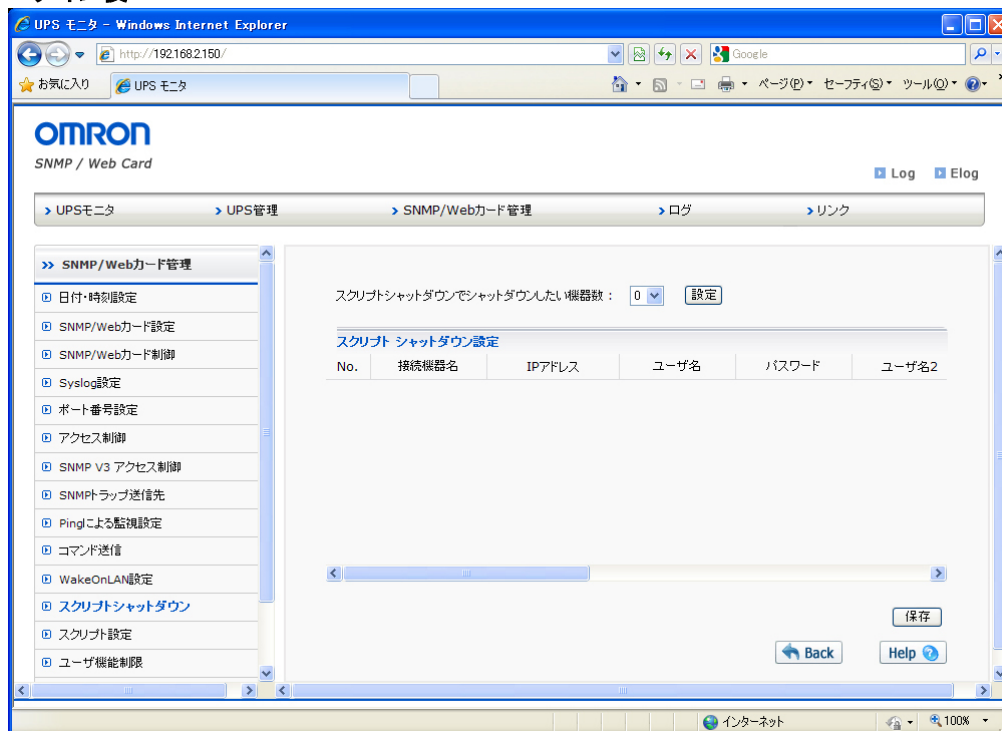 UPS モニタ - Windows Internet Explorer
http://192.168.2.150/
Google
お気に入り
UPS モニタ
ページ(P)
セーフティ(S)
ツール(O)
OMRON
SNMP / Web Card
Log
Elog
UPSモニタ
UPS管理
SNMP/Webカード管理
ログ
リンク
SNMP/Webカード管理
日付・時刻設定
SNMP/Webカード設定
SNMP/Webカード制御
Syslog設定
ポート番号設定
アクセス制御
SNMP V3 アクセス制御
SNMPトラップ送信先
Pingによる監視設定
コマンド送信
WakeOnLAN設定
スクリプトシャットダウン
スクリプト設定
ユーザ機能制限
スクリプトシャットダウンでシャットダウンしたい機器数 : 0 設定
スクリプト シャットダウン設定
No. 接続機器名 IPアドレス ユーザ名 パスワード ユーザ名2
保存
Back
Help
インターネット
100%